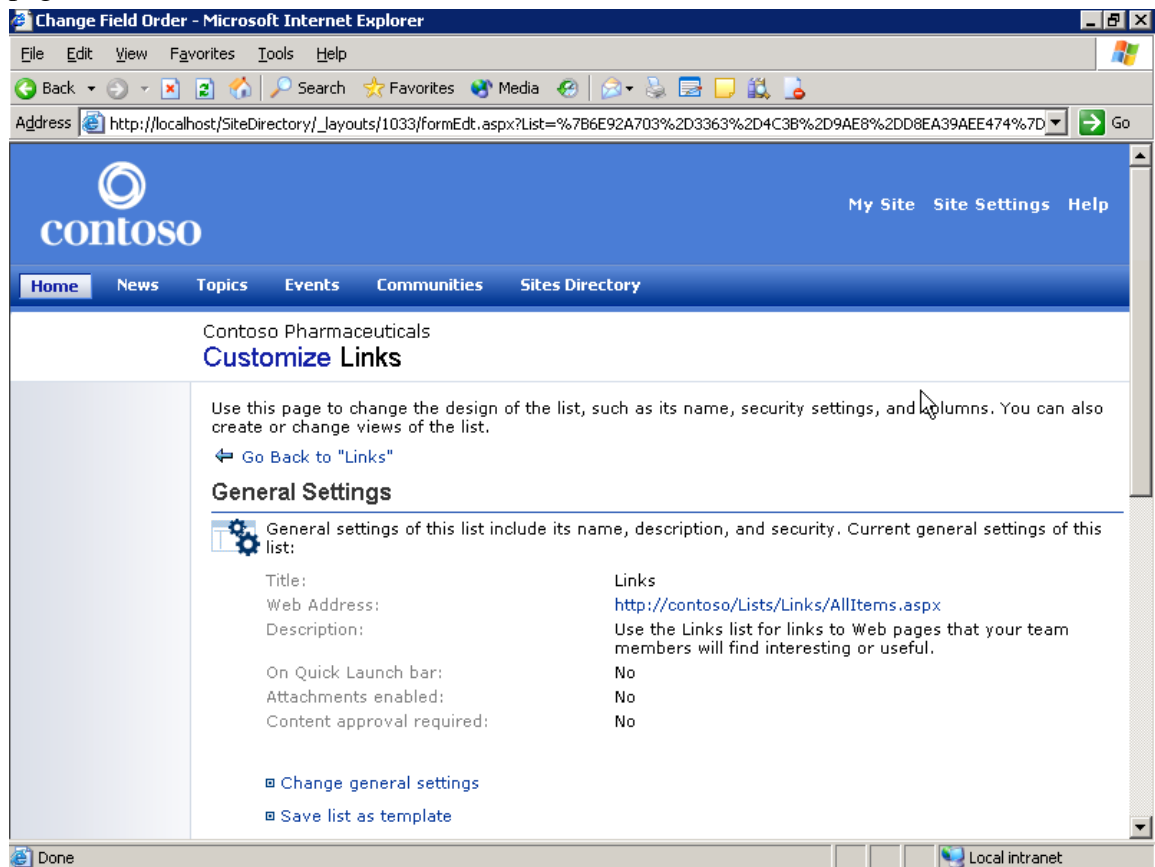 Change Field Order - Microsoft Internet Explorer
File Edit View Favorites Tools Help
Back Search Favorites Media
Address http://localhost/SiteDirectory/_layouts/1033/formEdt.aspx?List=%7B6E92A703%2D3363%2D4C3B%2D9AE8%2DD8EA39AEE474%7D Go
contoso
My Site Site Settings Help
Home News Topics Events Communities Sites Directory
Contoso Pharmaceuticals
Customize Links
Use this page to change the design of the list, such as its name, security settings, and columns. You can also
create or change views of the list.
Go Back to "Links"
General Settings
General settings of this list include its name, description, and security. Current general settings of this
list:
Title: Links
Web Address: http://contoso/Lists/Links/AllItems.aspx
Description: Use the Links list for links to Web pages that your team
members will find interesting or useful.
On Quick Launch bar: No
Attachments enabled: No
Content approval required: No
Change general settings
Save list as template
Done Local intranet